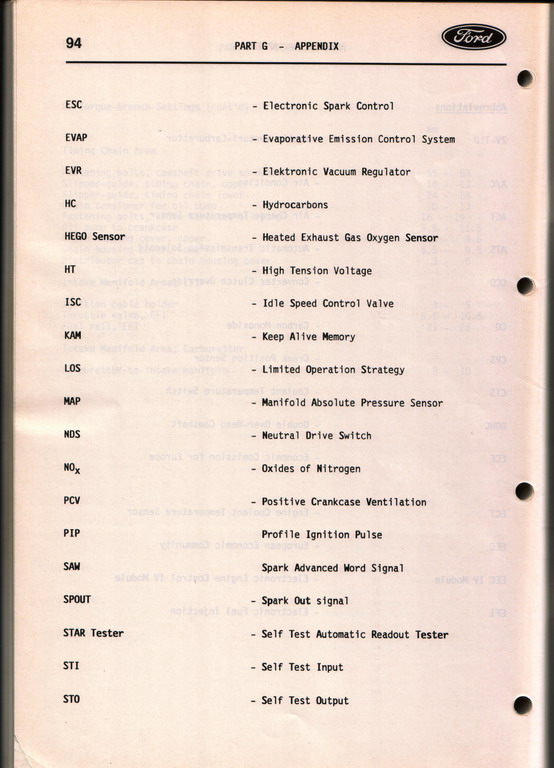 94
PART G - APPENDIX
Ford
ESC - Electronic Spark Control
EVAP - Evaporative Emission Control System
EVR - Elektronic Vacuum Regulator
HC - Hydrocarbons
HEGO Sensor - Heated Exhaust Gas Oxygen Sensor
HT - High Tension Voltage
ISC - Idle Speed Control Valve
KAM - Keep Alive Memory
LOS - Limited Operation Strategy
MAP - Manifold Absolute Pressure Sensor
NDS - Neutral Drive Switch
NOx - Oxides of Nitrogen
PCV - Positive Crankcase Ventilation
PIP Profile Ignition Pulse
SAW Spark Advanced Word Signal
SPOUT - Spark Out signal
STAR Tester - Self Test Automatic Readout Tester
STI - Self Test Input
STO - Self Test Output